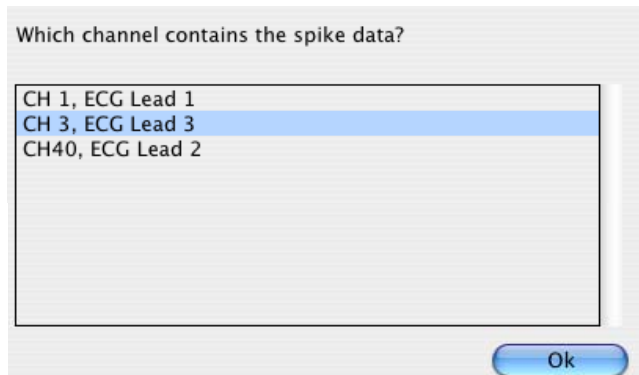 Which channel contains the spike data?
CH 1, ECG Lead 1
CH 3, ECG Lead 3
CH40, ECG Lead 2
Ok